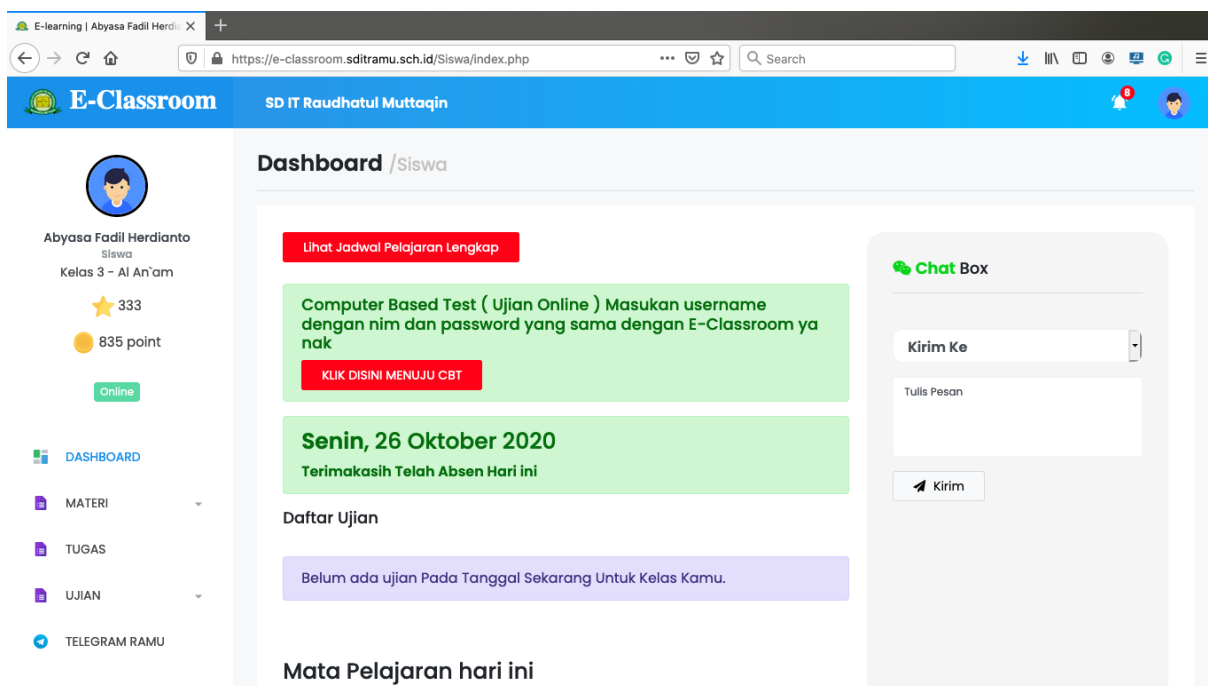 E-learning | Abyasa Fadil Herdia
https://e-classroom.sditramu.sch.id/Siswa/index.php
Search
E-Classroom
SD IT Raudhatul Muttaqin
8
Dashboard /Siswa
Abyasa Fadil Herdianto
Siswa
Kelas 3 - Al An`am
333
835 point
Online
DASHBOARD
MATERI
TUGAS
UJIAN
TELEGRAM RAMU
Lihat Jadwal Pelajaran Lengkap
Computer Based Test ( Ujian Online ) Masukan username
dengan nim dan password yang sama dengan E-Classroom ya
nak
KLIK DISINI MENUJU CBT
Senin, 26 Oktober 2020
Terimakasih Telah Absen Hari ini
Daftar Ujian
Belum ada ujian Pada Tanggal Sekarang Untuk Kelas Kamu.
Mata Pelajaran hari ini
Chat Box
Kirim Ke
Tulis Pesan
Kirim